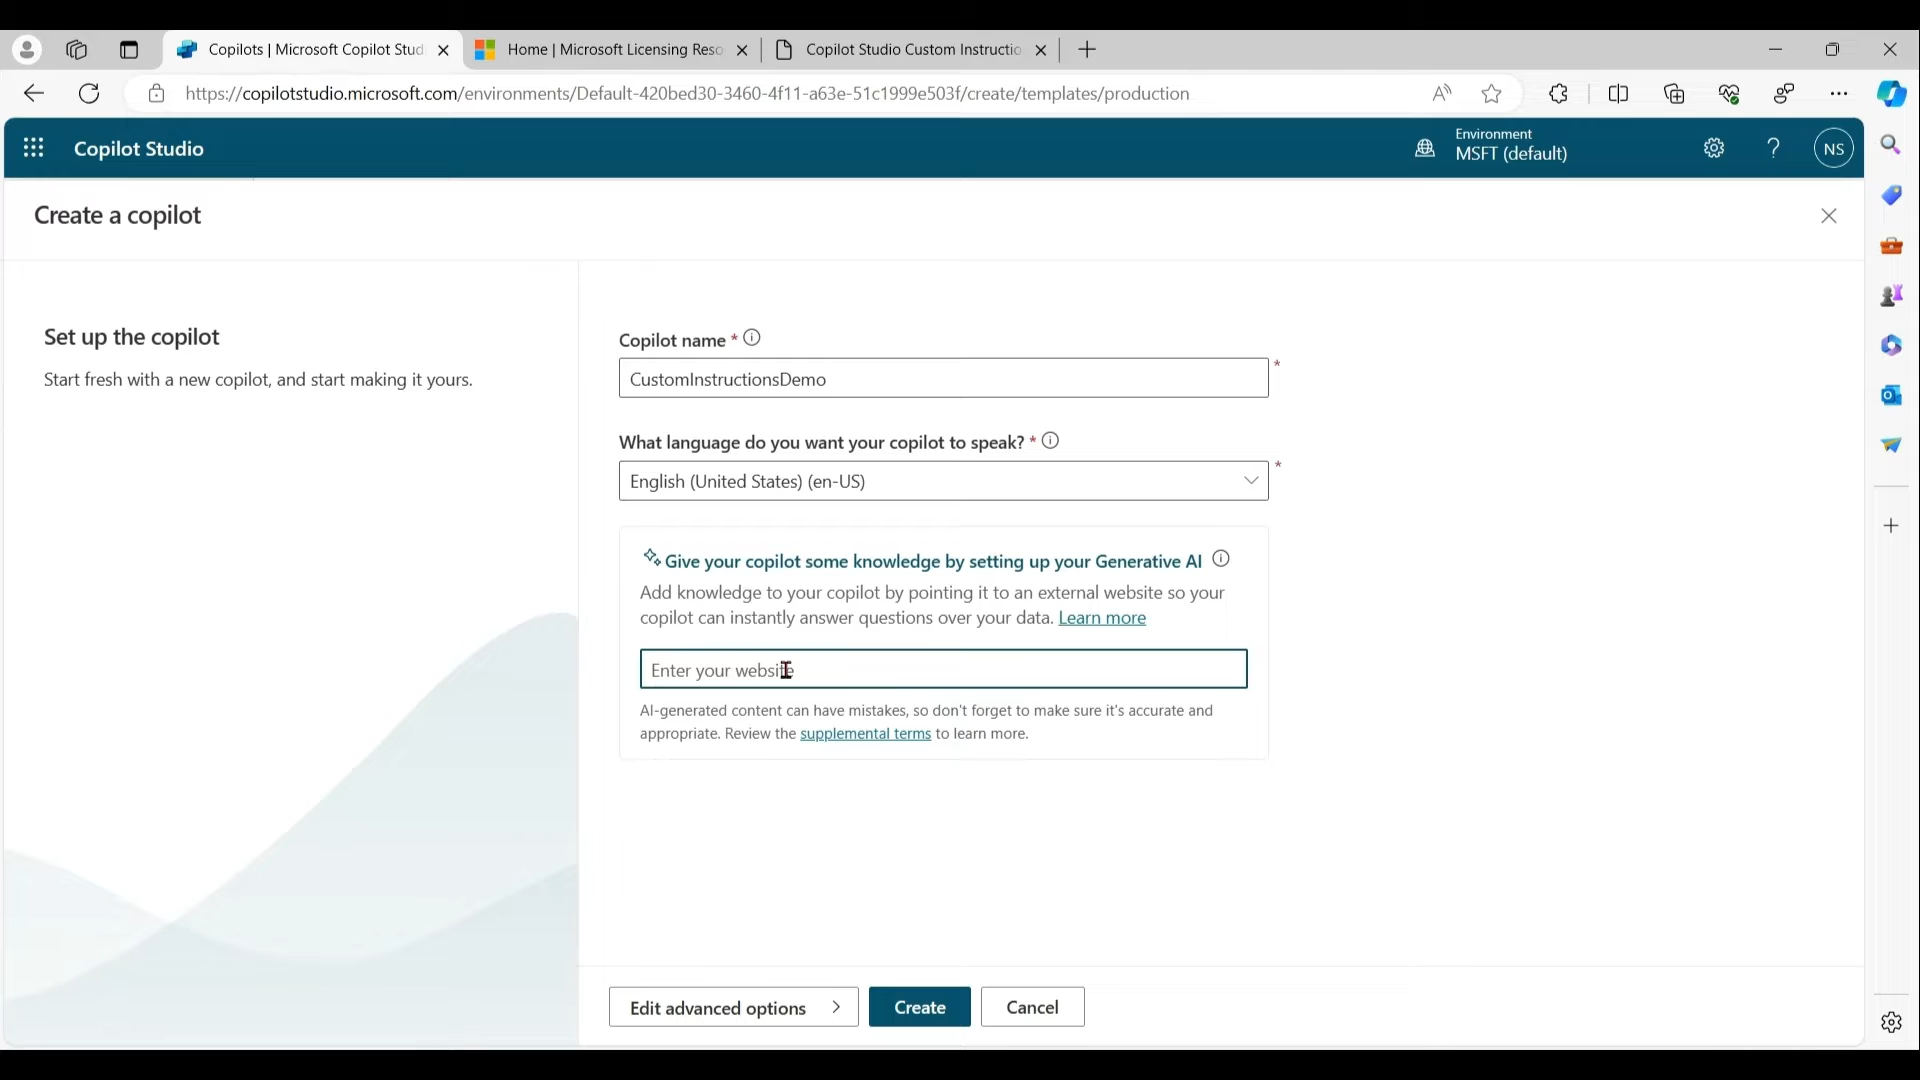 Copilots | Microsoft Copilot Stud
Home | Microsoft Licensing Reso
Copilot Studio Custom Instructio
https://copilotstudio.microsoft.com/environments/Default-420bed30-3460-4f11-a63e-51c1999e503f/create/templates/production
Copilot Studio
Environment
MSFT (default)
NS
Create a copilot
Set up the copilot
Start fresh with a new copilot, and start making it yours.
Copilot name *
CustomInstructionsDemo
*
What language do you want your copilot to speak? *
English (United States) (en-US)
*
Give your copilot some knowledge by setting up your Generative AI
Add knowledge to your copilot by pointing it to an external website so your
copilot can instantly answer questions over your data. Learn more
Enter your website
AI-generated content can have mistakes, so don't forget to make sure it's accurate and
appropriate. Review the supplemental terms to learn more.
Edit advanced options
Create
Cancel